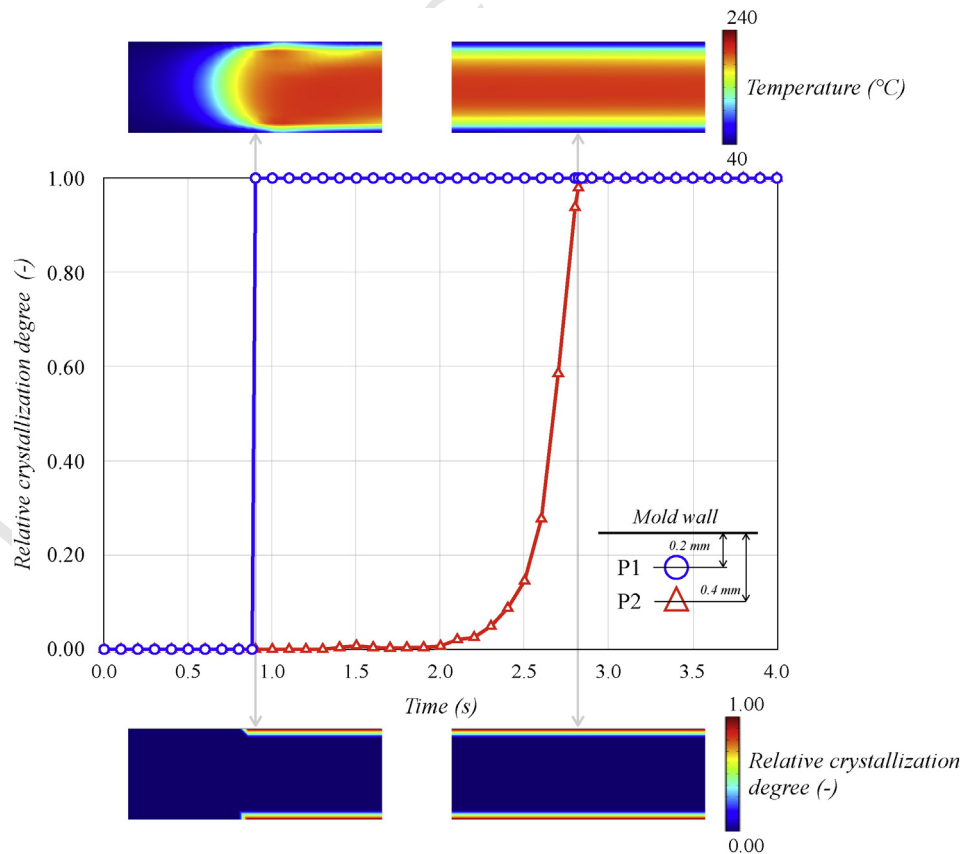 240
Temperature (°C)
40
1.00
0.80
0.60
0.40
0.20
0.00
Relative crystallization degree (-)
0.0
0.5
1.0
1.5
2.0
2.5
3.0
3.5
4.0
Time (s)
Mold wall
0.2 mm
P1
0.4 mm
P2
1.00
Relative crystallization
degree (-)
0.00